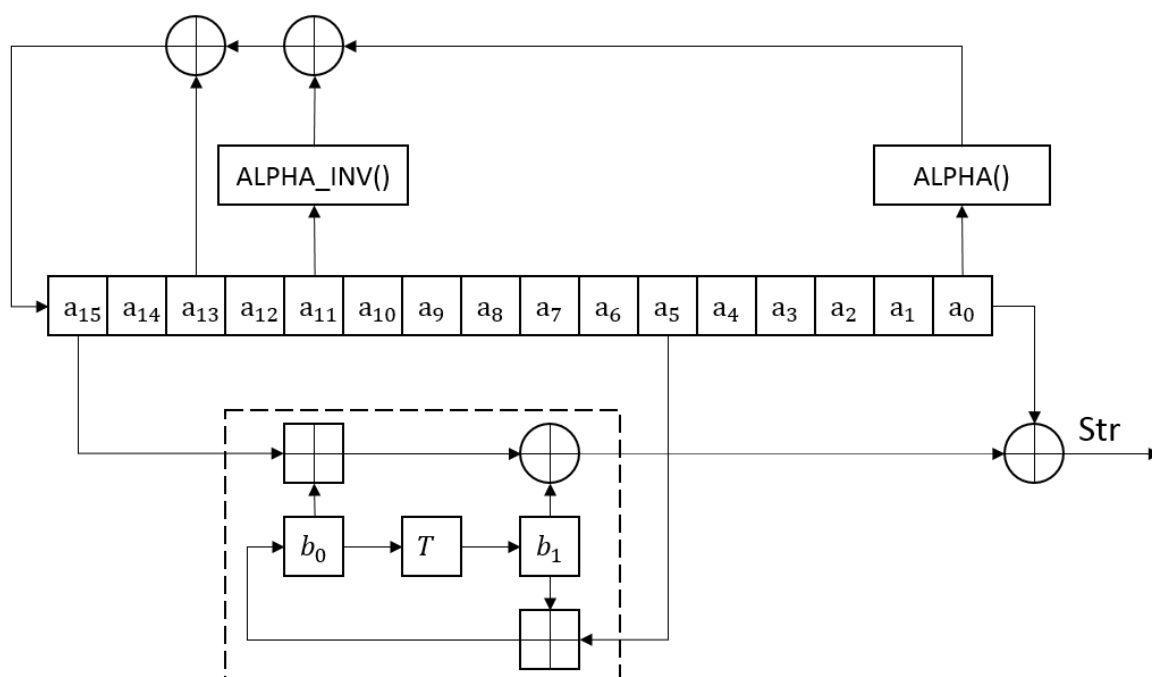 ALPHA_INV()
ALPHA()
a₁₅ a₁₄ a₁₃ a₁₂ a₁₁ a₁₀ a₉ a₈ a₇ a₆ a₅ a₄ a₃ a₂ a₁ a₀
Str
b₀ T b₁